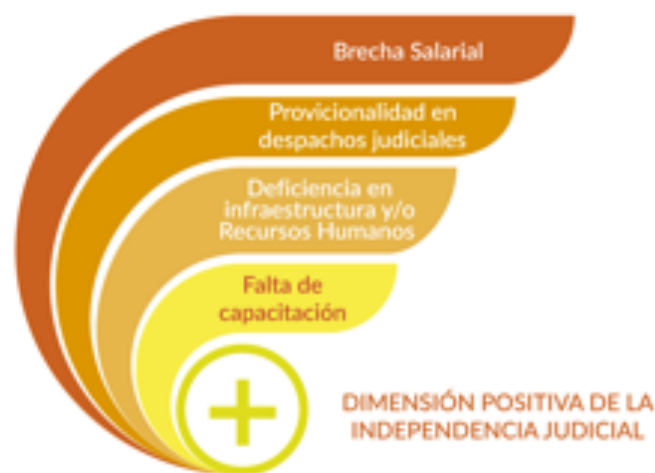 Brecha Salarial
Provicionalidad en
despachos judiciales
Deficiencia en
infraestructura y/o
Recursos Humanos
Falta de
capacitación
DIMENSIÓN POSITIVA DE LA
INDEPENDENCIA JUDICIAL